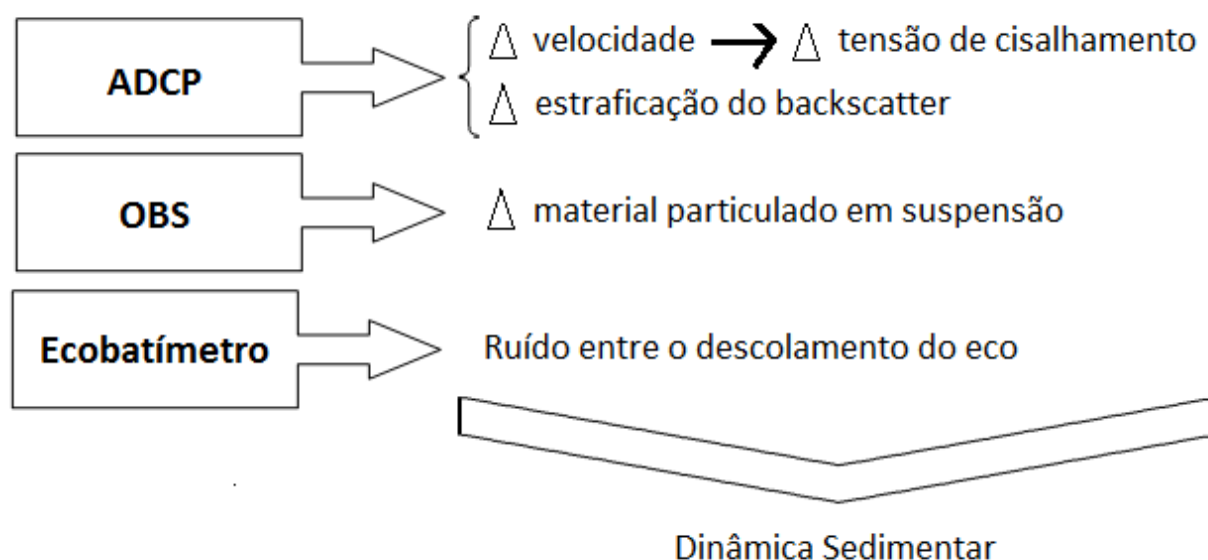 ADCP
△ velocidade → △ tensão de cisalhamento
△ estraficação do backscatter
OBS
△ material particulado em suspensão
Ecobatímetro
Ruído entre o descolamento do eco
Dinâmica Sedimentar